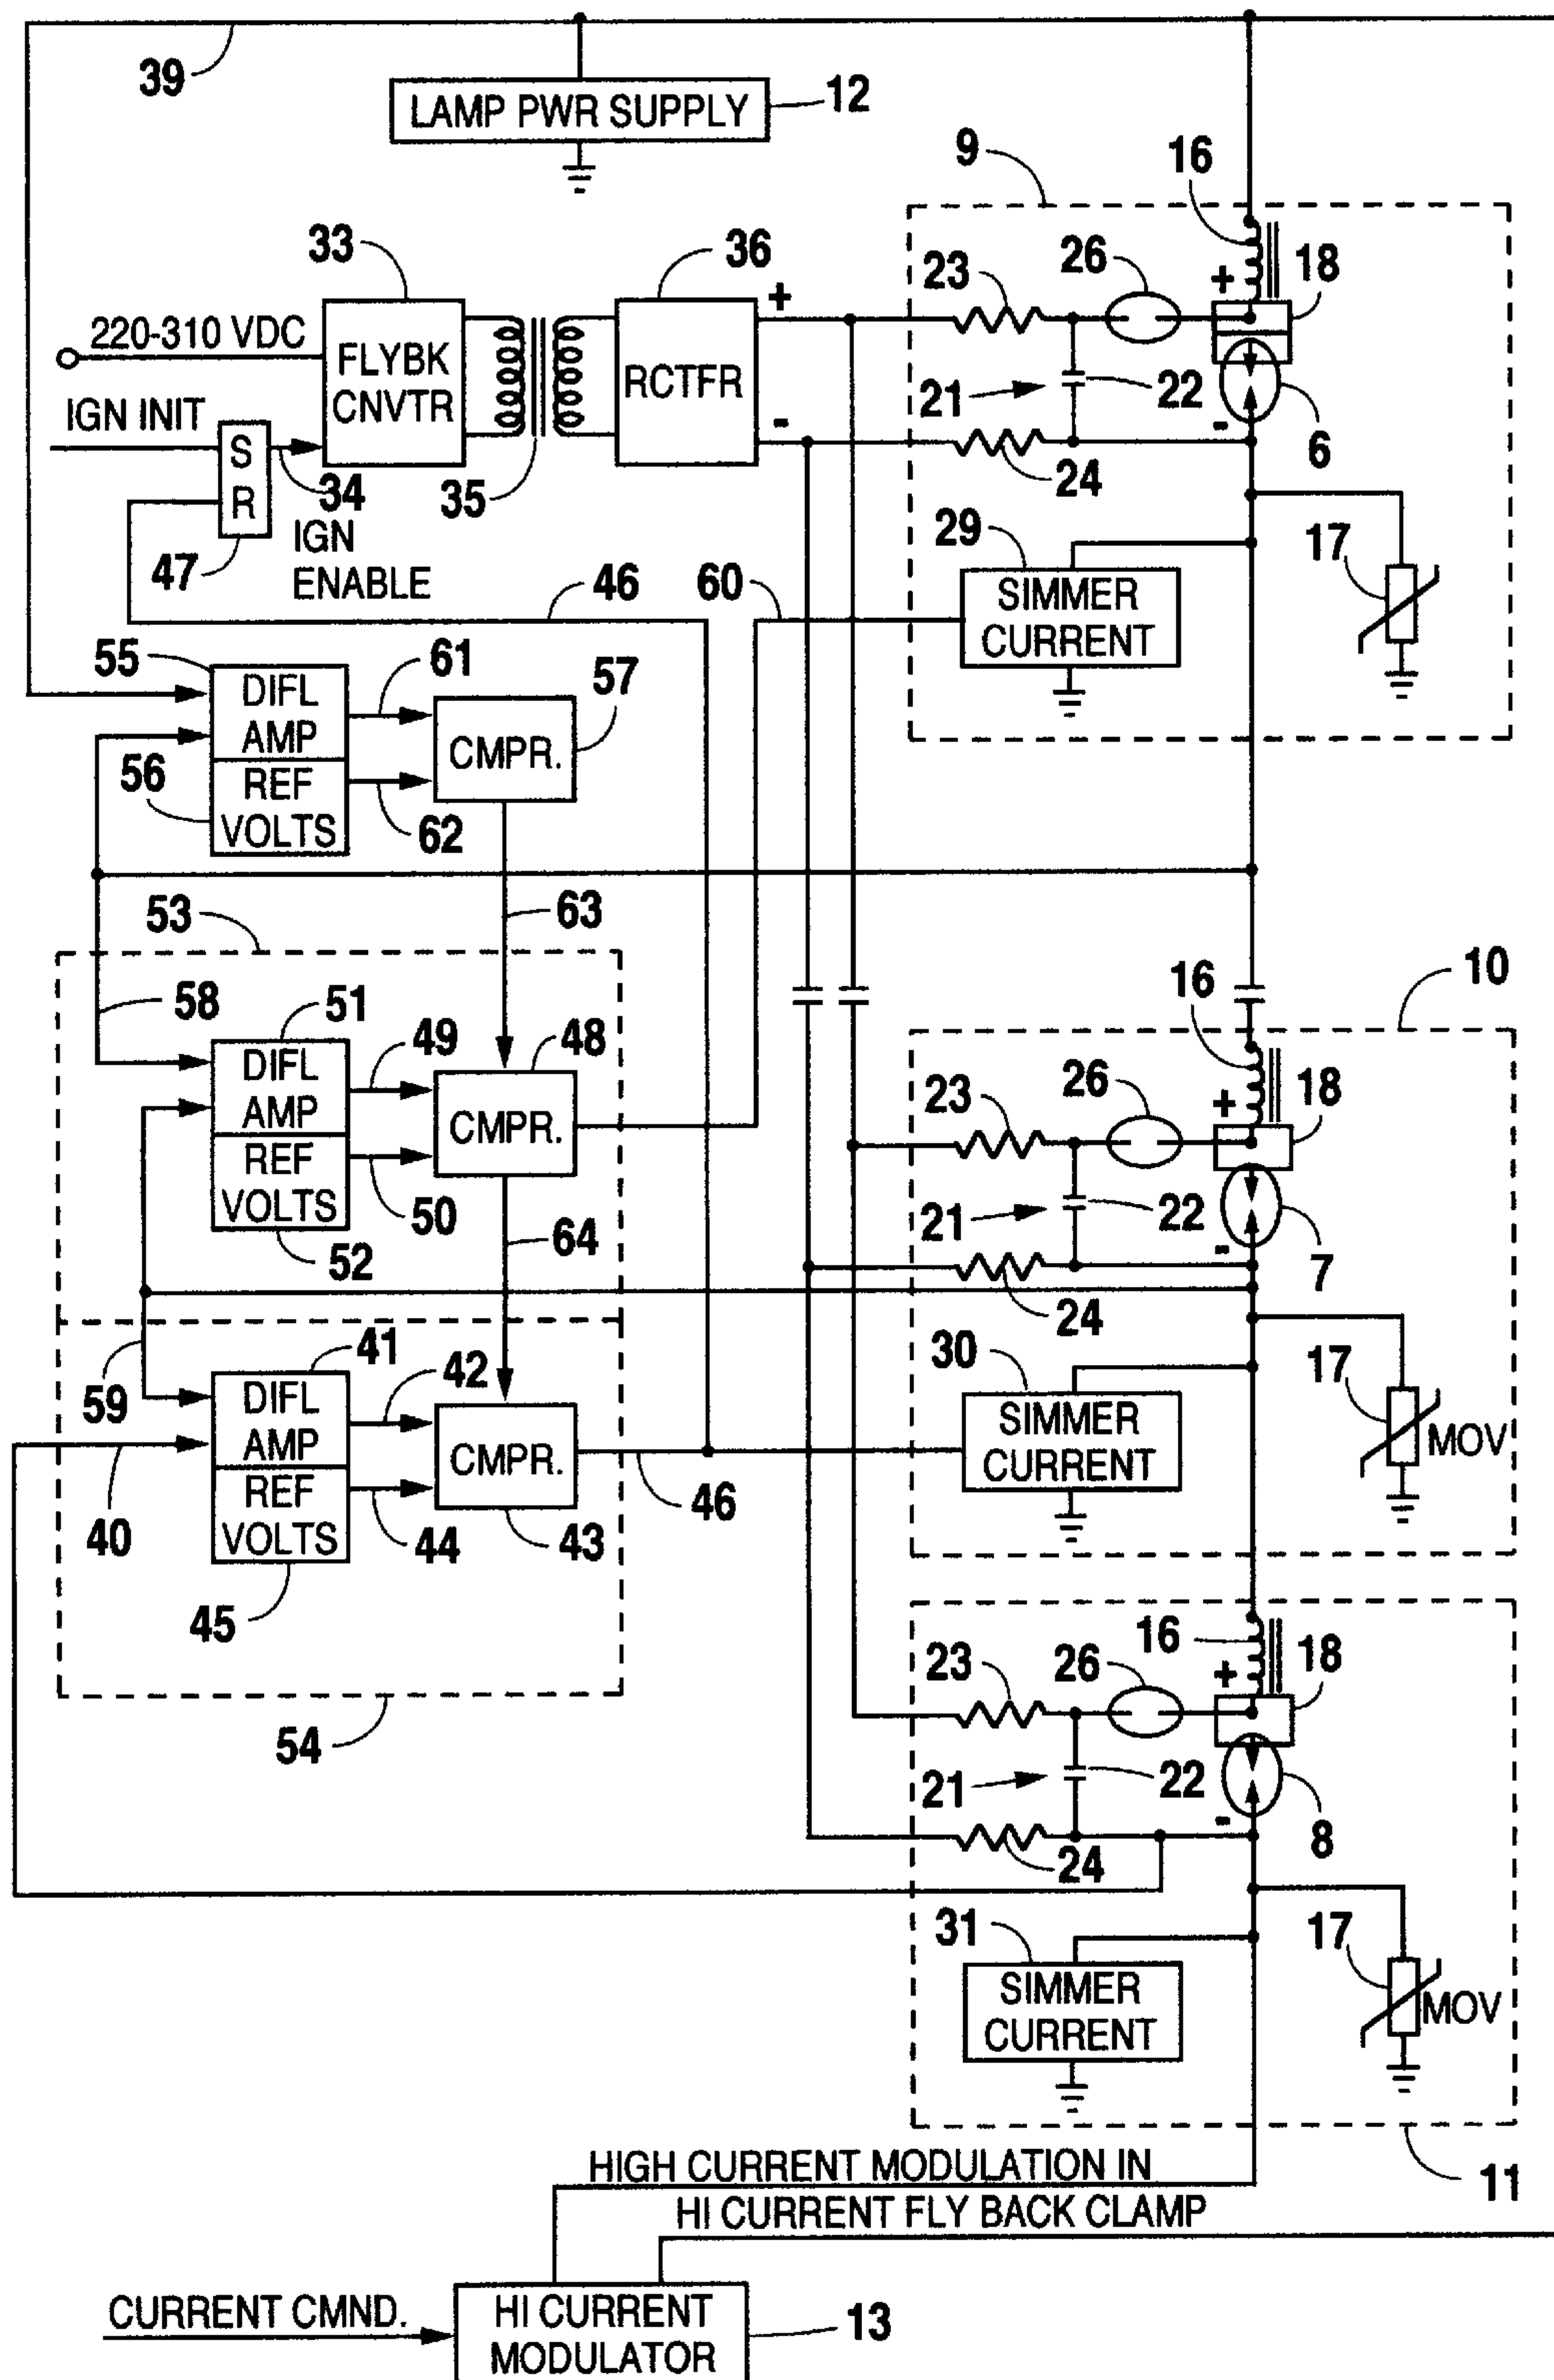 39
LAMP PWR SUPPLY
12
9
16
33
36
23
26
+
18
+
220-310 VDC
FLYBK
CNVTR
RCTFR
IGN INIT
21
22
-
-
6
S
R
34
35
24
IGN
ENABLE
47
29
17
46
60
SIMMER
CURRENT
55
61
57
DIFL
AMP
CMPR.
56
REF
VOLTS
62
53
63
10
16
58
51
49
48
DIFL
AMP
CMPR.
23
26
+
18
REF
VOLTS
50
64
21
22
-
7
52
24
59
41
42
30
17
DIFL
AMP
CMPR.
SIMMER
CURRENT
MOV
REF
VOLTS
40
44
43
46
45
16
23
26
+
18
54
21
22
-
8
24
31
17
SIMMER
CURRENT
MOV
HIGH CURRENT MODULATION IN
11
HI CURRENT FLY BACK CLAMP
CURRENT CMND.
HI CURRENT
MODULATOR
13